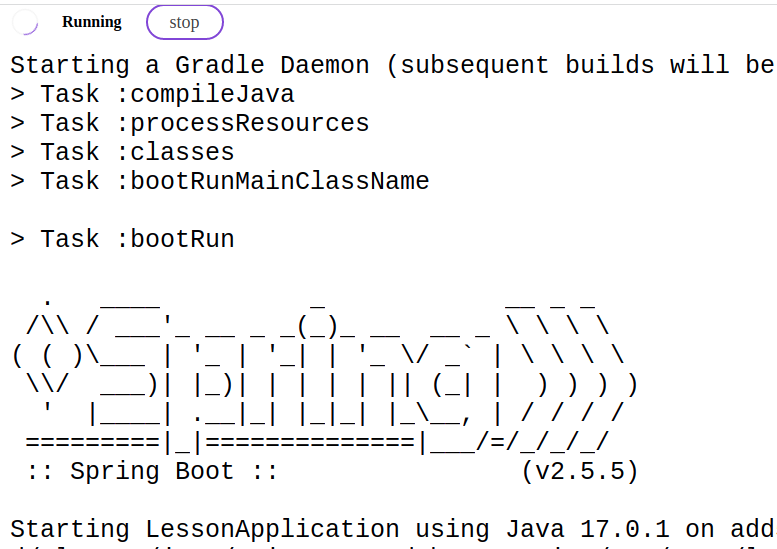 Running stop
Starting a Gradle Daemon (subsequent builds will be
> Task :compileJava
> Task :processResources
> Task :classes
> Task :bootRunMainClassName
> Task :bootRun
  .   ____          _            __ _ _
 /\\ / ___'_ __ _ _(_)_ __  __ _ \ \ \ \
( ( )\___ | '_ | '_| | '_ \/ _` | \ \ \ \
 \\/  ___)| |_)| | | | | || (_| |  ) ) ) )
  '  |____| .__|_| |_|_| |_\__, | / / / /
 =========|_|==============|___/=/_/_/_/
 :: Spring Boot ::                (v2.5.5)
Starting LessonApplication using Java 17.0.1 on add